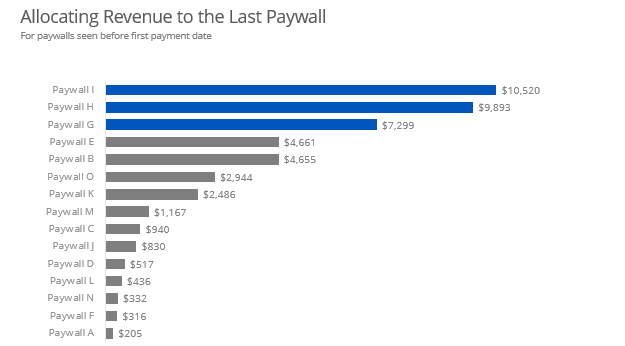 Allocating Revenue to the Last Paywall
For paywalls seen before first payment date
Paywall I $10,520
Paywall H $9,893
Paywall G $7,299
Paywall E $4,661
Paywall B $4,655
Paywall O $2,944
Paywall K $2,486
Paywall M $1,167
Paywall C $940
Paywall J $830
Paywall D $517
Paywall L $436
Paywall N $332
Paywall F $316
Paywall A $205